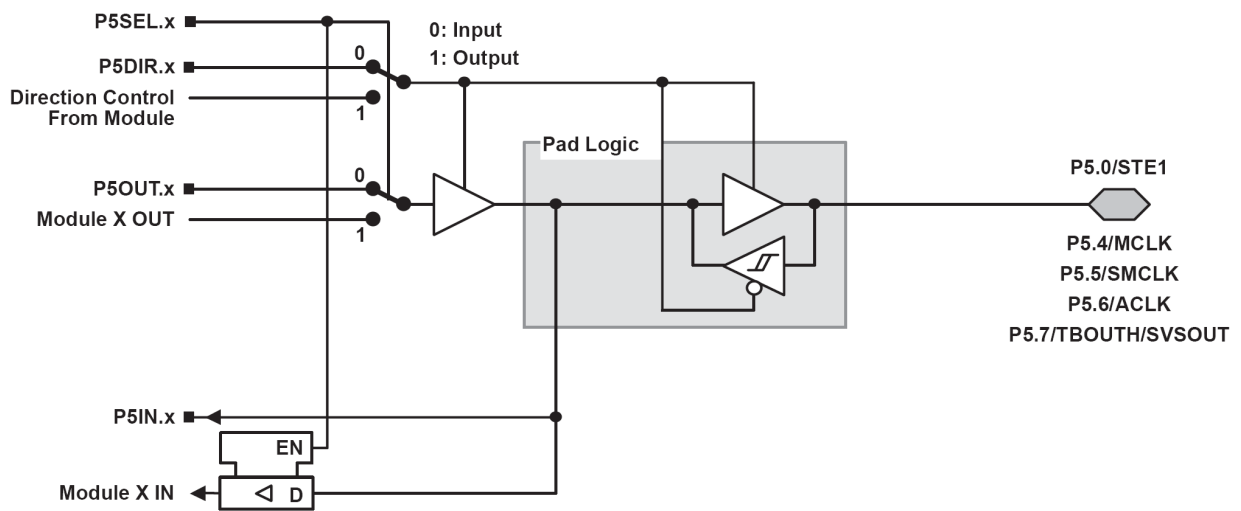 P5SEL.x
0: Input
1: Output
P5DIR.x
0
Direction Control
From Module
1
Pad Logic
P5OUT.x
0
Module X OUT
1
P5.0/STE1
P5.4/MCLK
P5.5/SMCLK
P5.6/ACLK
P5.7/TBOUTH/SVSOUT
P5IN.x
EN
Module X IN
D